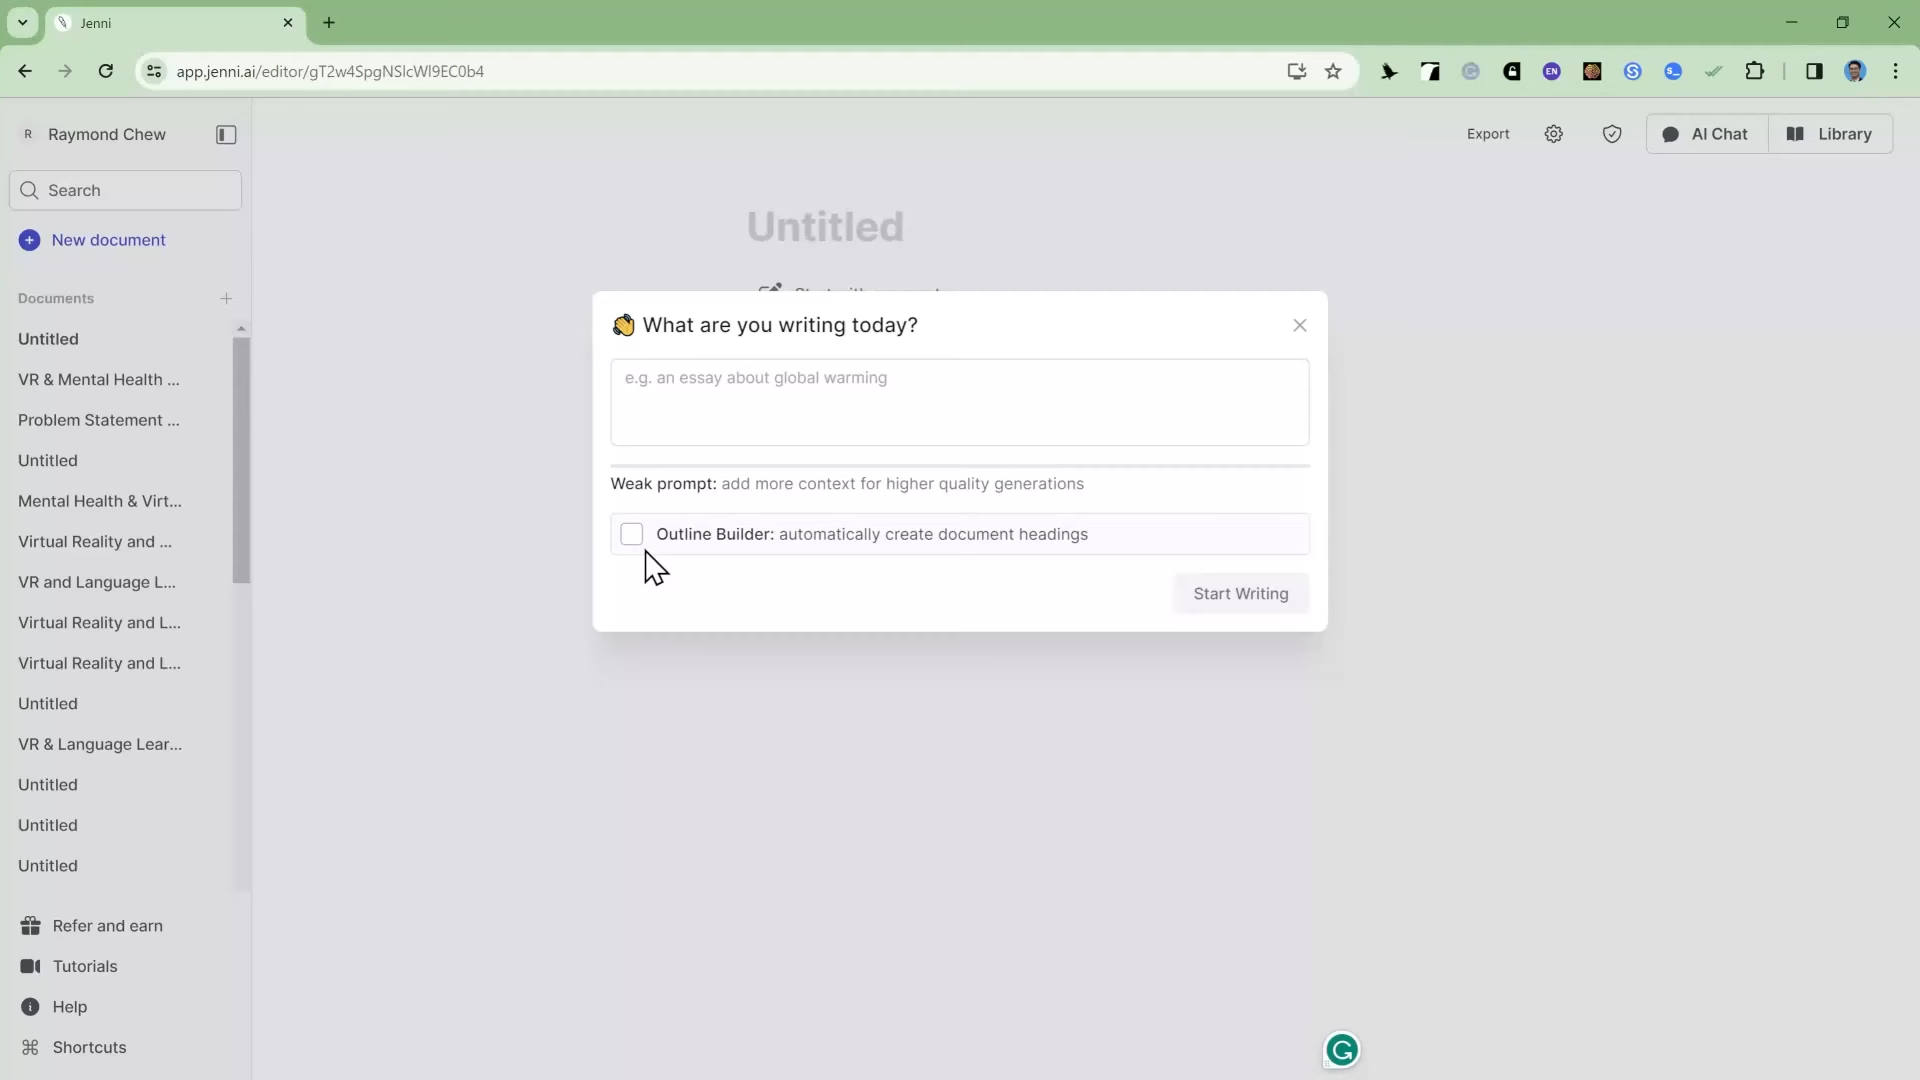 Jenni
app.jenni.ai/editor/gT2w4SpgNSIcWI9EC0b4
EN
R Raymond Chew
Export
AI Chat
Library
Search
New document
Documents
Untitled
VR & Mental Health ...
Problem Statement ...
Untitled
Mental Health & Virt...
Virtual Reality and ...
VR and Language L...
Virtual Reality and L...
Virtual Reality and L...
Untitled
VR & Language Lear...
Untitled
Untitled
Untitled
Refer and earn
Tutorials
Help
Shortcuts
Untitled
What are you writing today?
e.g. an essay about global warming
Weak prompt: add more context for higher quality generations
Outline Builder: automatically create document headings
Start Writing